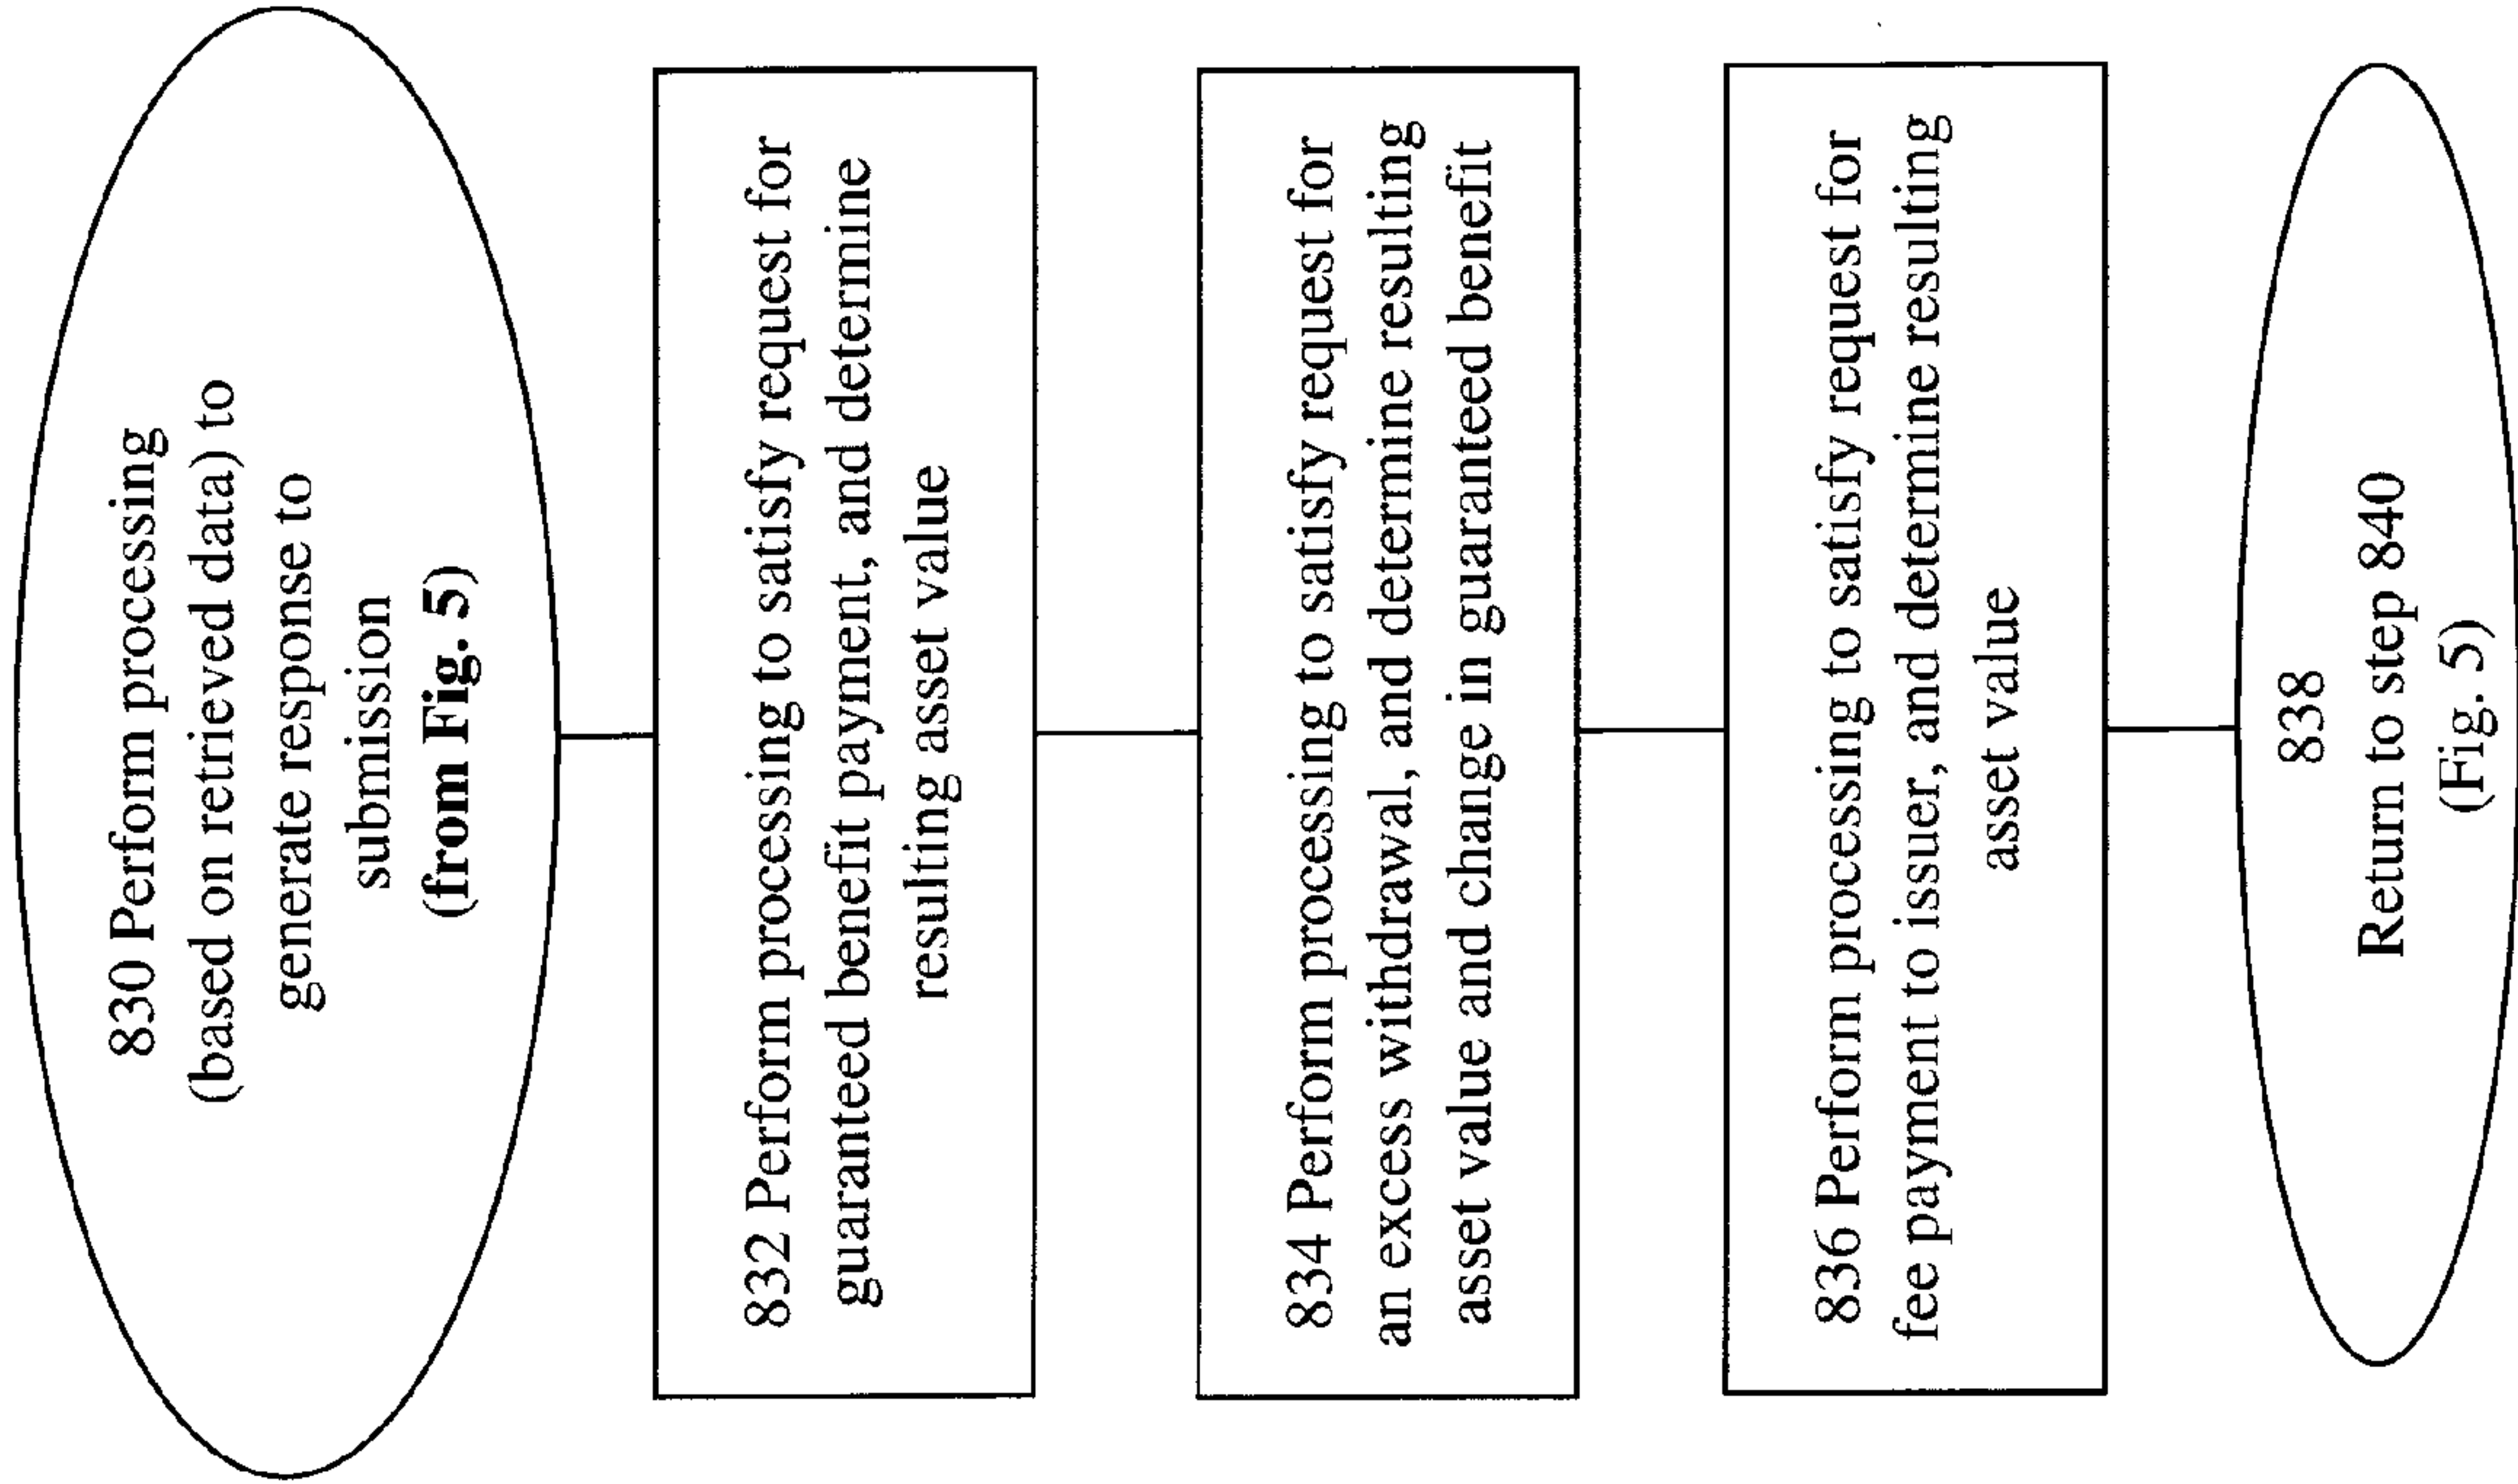 830 Perform processing
(based on retrieved data) to
generate response to
submission
(from Fig. 5)
832 Perform processing to satisfy request for
guaranteed benefit payment, and determine
resulting asset value
834 Perform processing to satisfy request for
an excess withdrawal, and determine resulting
asset value and change in guaranteed benefit
836 Perform processing to satisfy request for
fee payment to issuer, and determine resulting
asset value
838
Return to step 840
(Fig. 5)